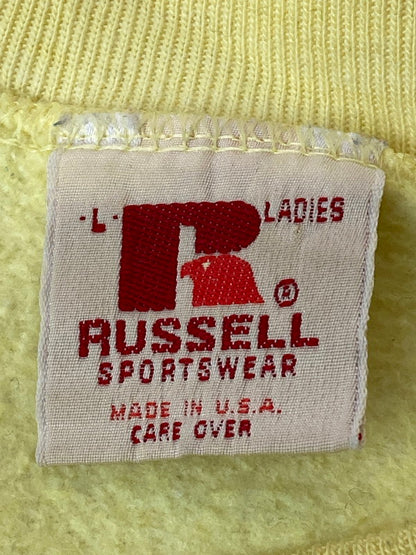 -L- R LADIES
®
RUSSELL
SPORTSWEAR
MADE IN U.S.A.
CARE OVER